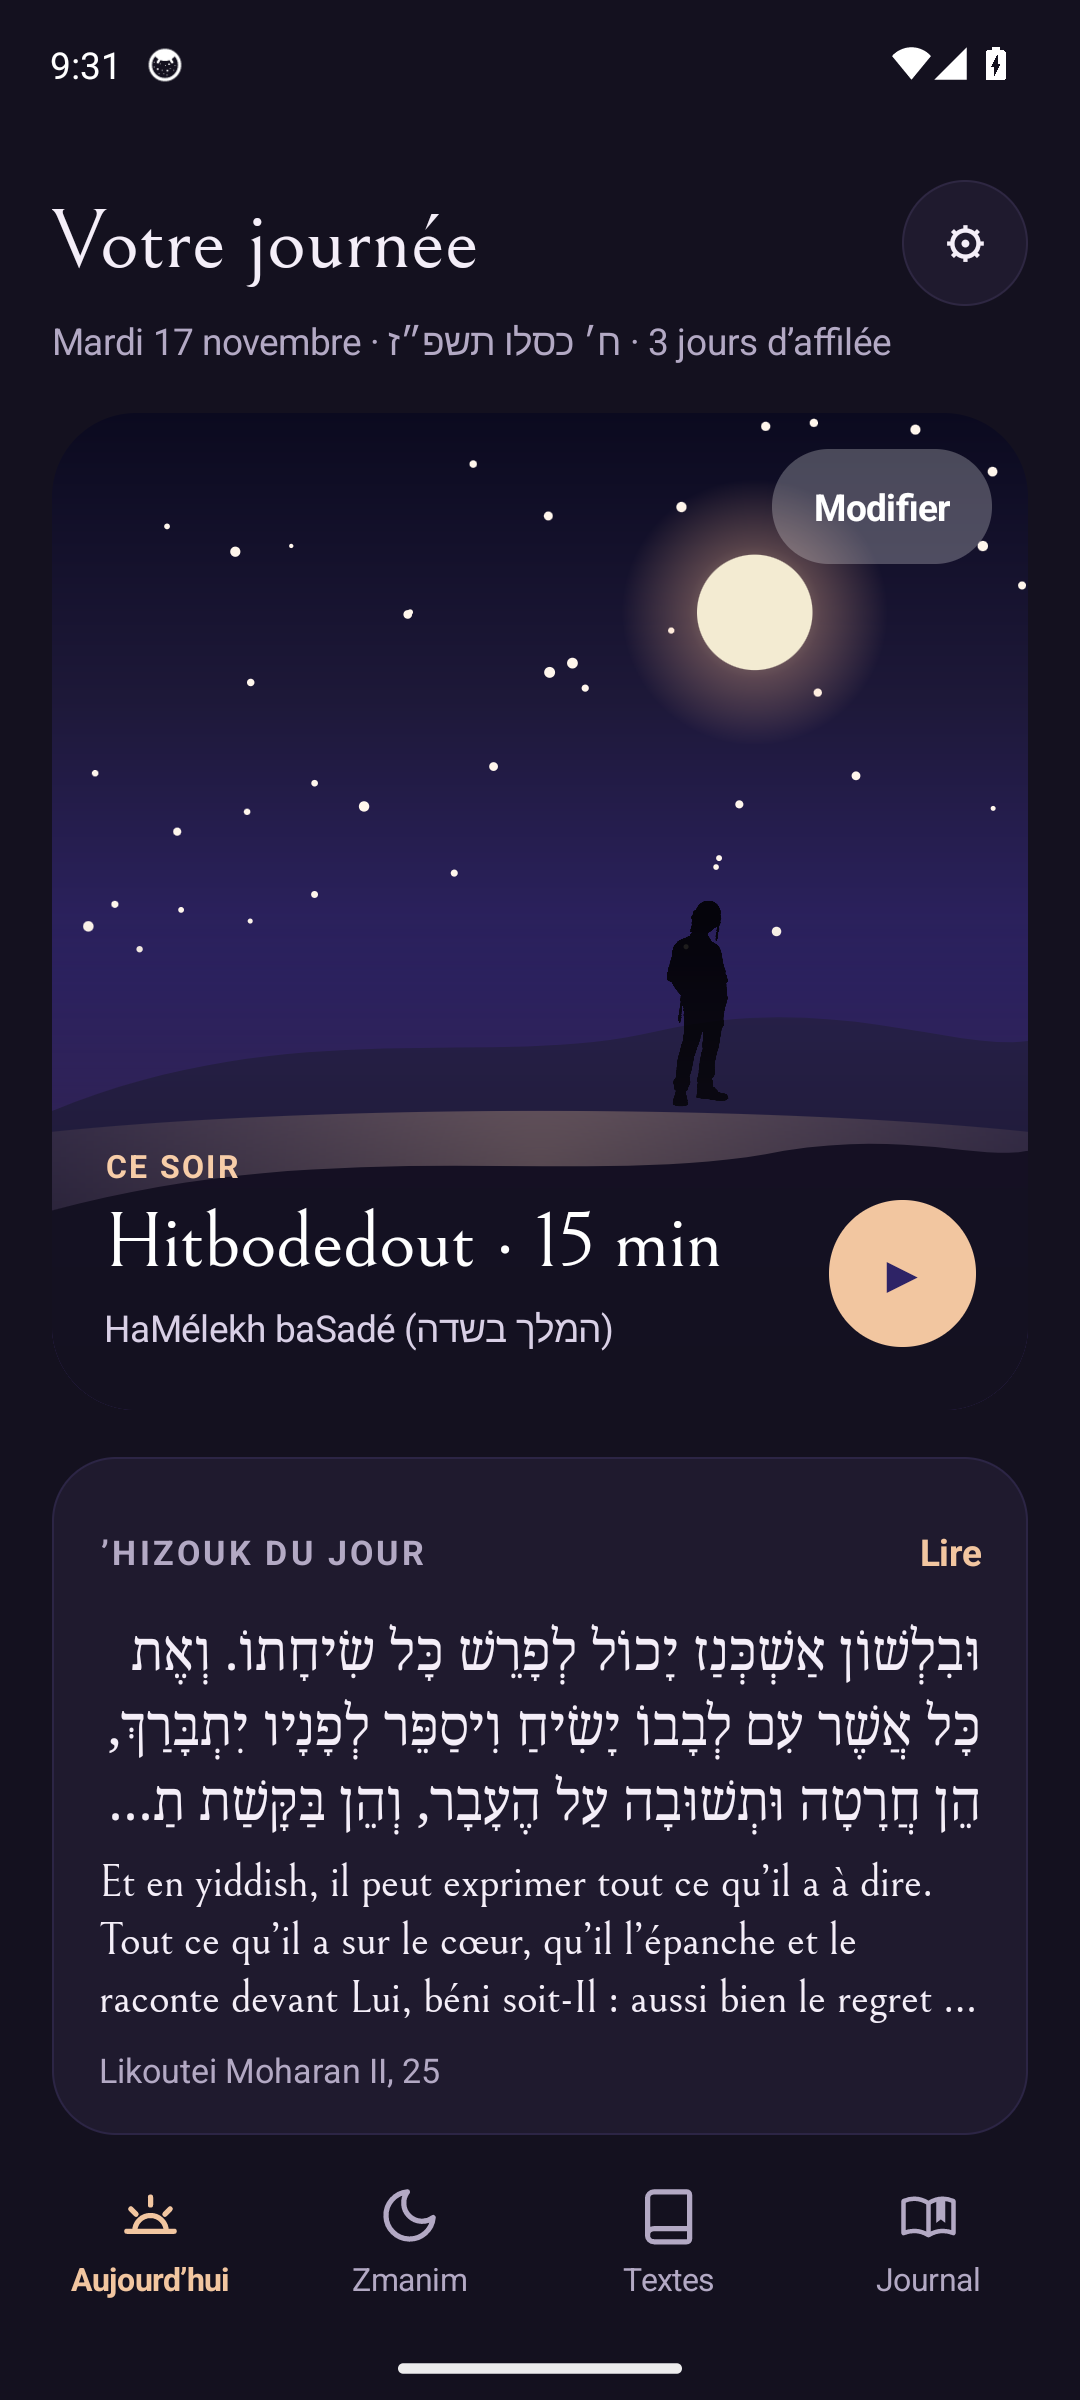 9:31
Votre journée
Mardi 17 novembre · ח׳ כסלו תשפ״ז · 3 jours d’affilée
Modifier
CE SOIR
Hitbodedout · 15 min
HaMélekh baSadé (המלך בשדה)
’HIZOUK DU JOUR
Lire
וּבִלְשׁוֹן אַשְׁכְּנַז יָכוֹל לְפָרֵשׁ כָּל שִׂיחָתוֹ. וְאֶת
כָּל אֲשֶׁר עִם לְבָבוֹ יָשִׂיחַ וִיסַפֵּר לְפָנָיו יִתְבָּרַךְ,
הֵן חֲרָטָה וּתְשׁוּבָה עַל הֶעָבָר, וְהֵן בַּקָּשַׁת תַ...
Et en yiddish, il peut exprimer tout ce qu’il a à dire.
Tout ce qu’il a sur le cœur, qu’il l’épanche et le
raconte devant Lui, béni soit-Il : aussi bien le regret ...
Likoutei Moharan II, 25
Aujourd’hui
Zmanim
Textes
Journal